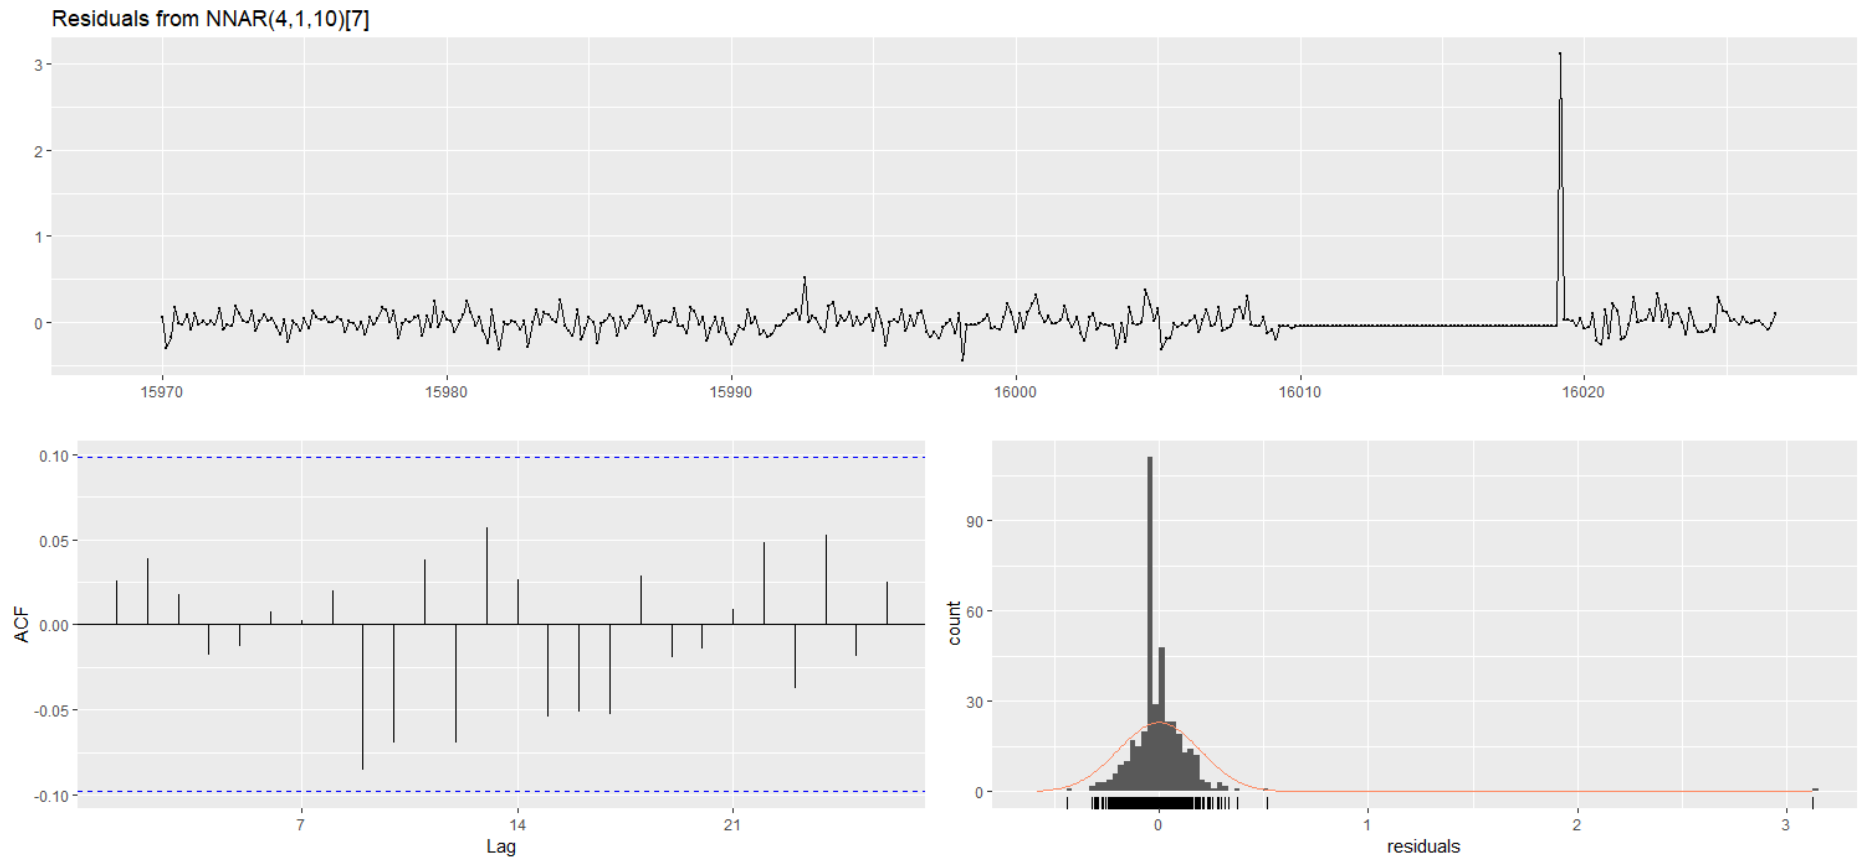 Residuals from NNAR(4,1,10)[7]
3
2
1
0
15970 15980 15990 16000 16010 16020
0.10
0.05
0.00
-0.05
-0.10
ACF
7 14 21
Lag
90
60
30
0
count
0 1 2 3
residuals